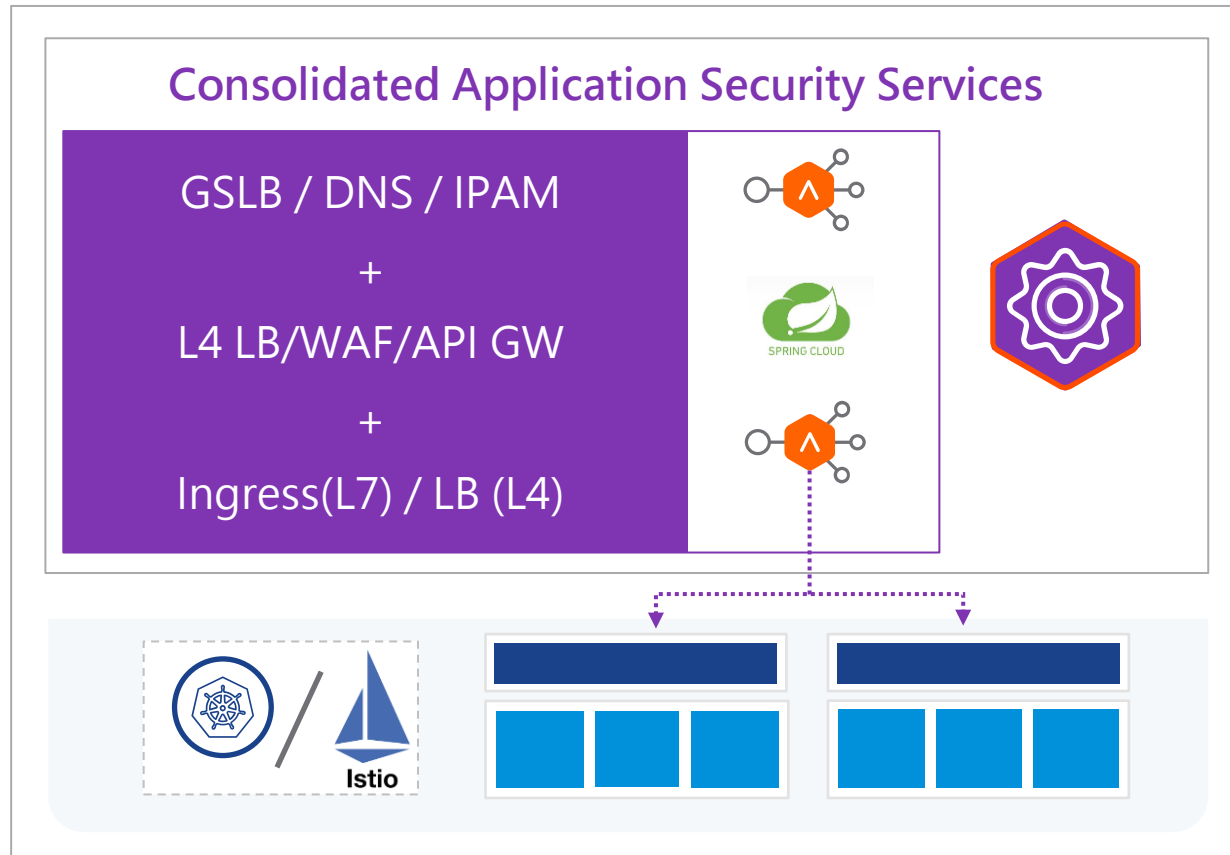 Consolidated Application Security Services
GSLB / DNS / IPAM
+
L4 LB/WAF/API GW
+
Ingress(L7) / LB (L4)
SPRING CLOUD
Istio